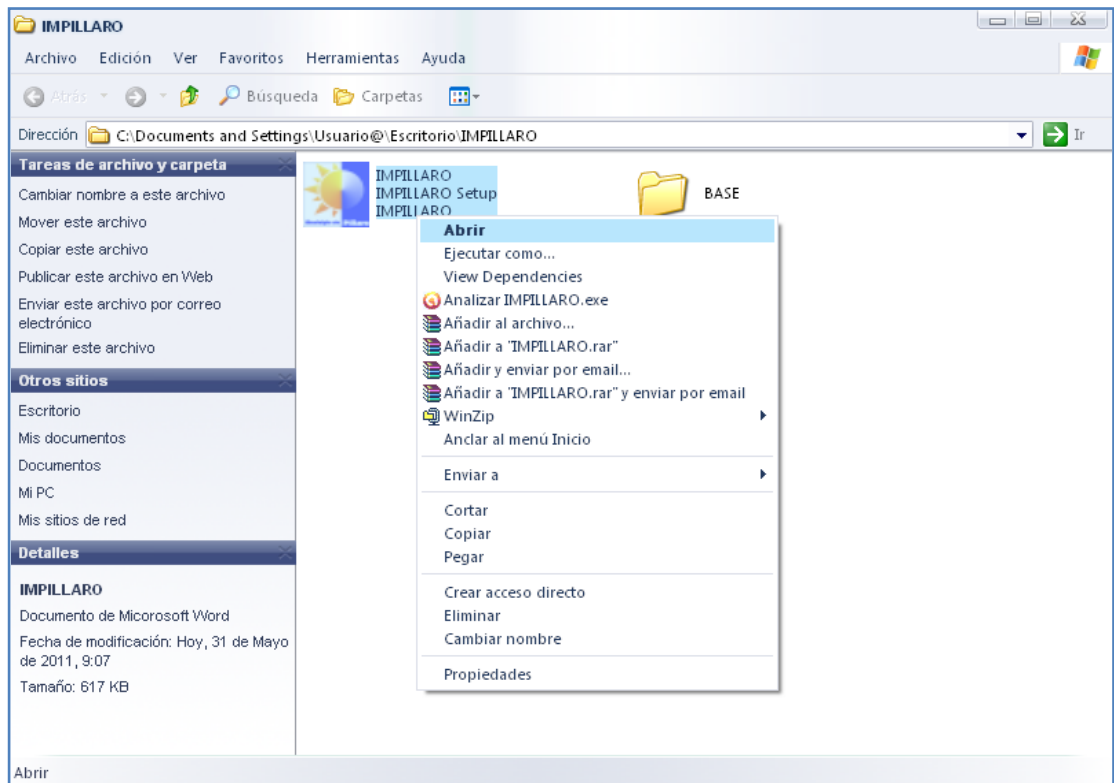 IMPILLARO
Archivo Edición Ver Favoritos Herramientas Ayuda
Atrás Búsqueda Carpetas
Dirección C:\Documents and Settings\Usuario@\Escritorio\IMPILLARO Ir
Tareas de archivo y carpeta
Cambiar nombre a este archivo
Mover este archivo
Copiar este archivo
Publicar este archivo en Web
Enviar este archivo por correo
electrónico
Eliminar este archivo
Otros sitios
Escritorio
Mis documentos
Documentos
Mi PC
Mis sitios de red
Detalles
IMPILLARO
Documento de Micorosoft Word
Fecha de modificación: Hoy, 31 de Mayo
de 2011, 9:07
Tamaño: 617 KB
IMPILLARO
IMPILLARO Setup
IMPILLARO
BASE
Abrir
Ejecutar como...
View Dependencies
Analizar IMPILLARO.exe
Añadir al archivo...
Añadir a "IMPILLARO.rar"
Añadir y enviar por email...
Añadir a "IMPILLARO.rar" y enviar por email
WinZip
Anclar al menú Inicio
Enviar a
Cortar
Copiar
Pegar
Crear acceso directo
Eliminar
Cambiar nombre
Propiedades
Abrir